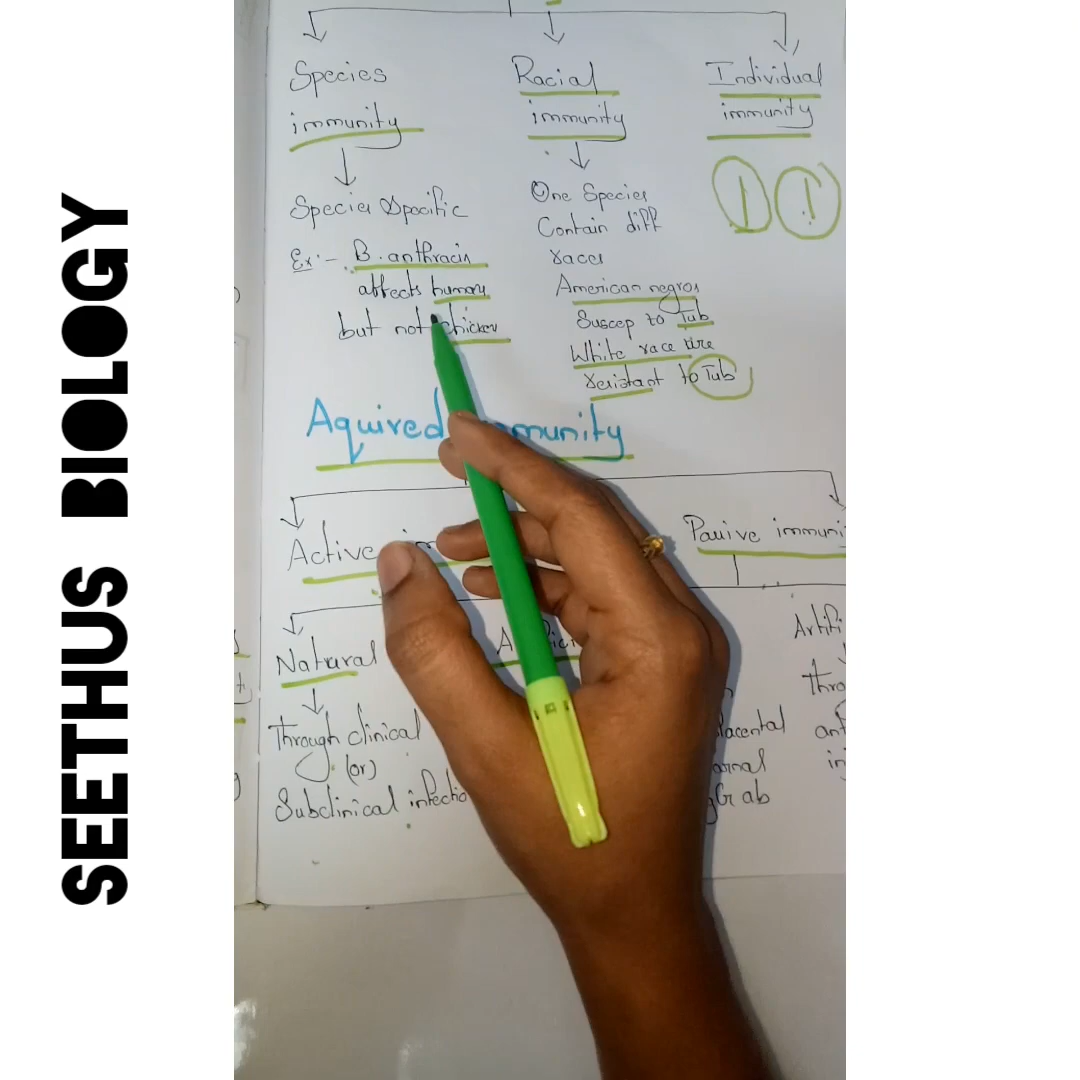 SEETHUS BIOLOGY
Species
immunity
Species Specific
Ex:- B. anthracis
affects humans
but not chicken
Racial
immunity
One Species
Contain diff
races
American negros
Suscep to Tub
White race
resistant to Tub
Individual
immunity
Aquired
Active
Passive
Natural
Through clinical
(or)
Subclinical